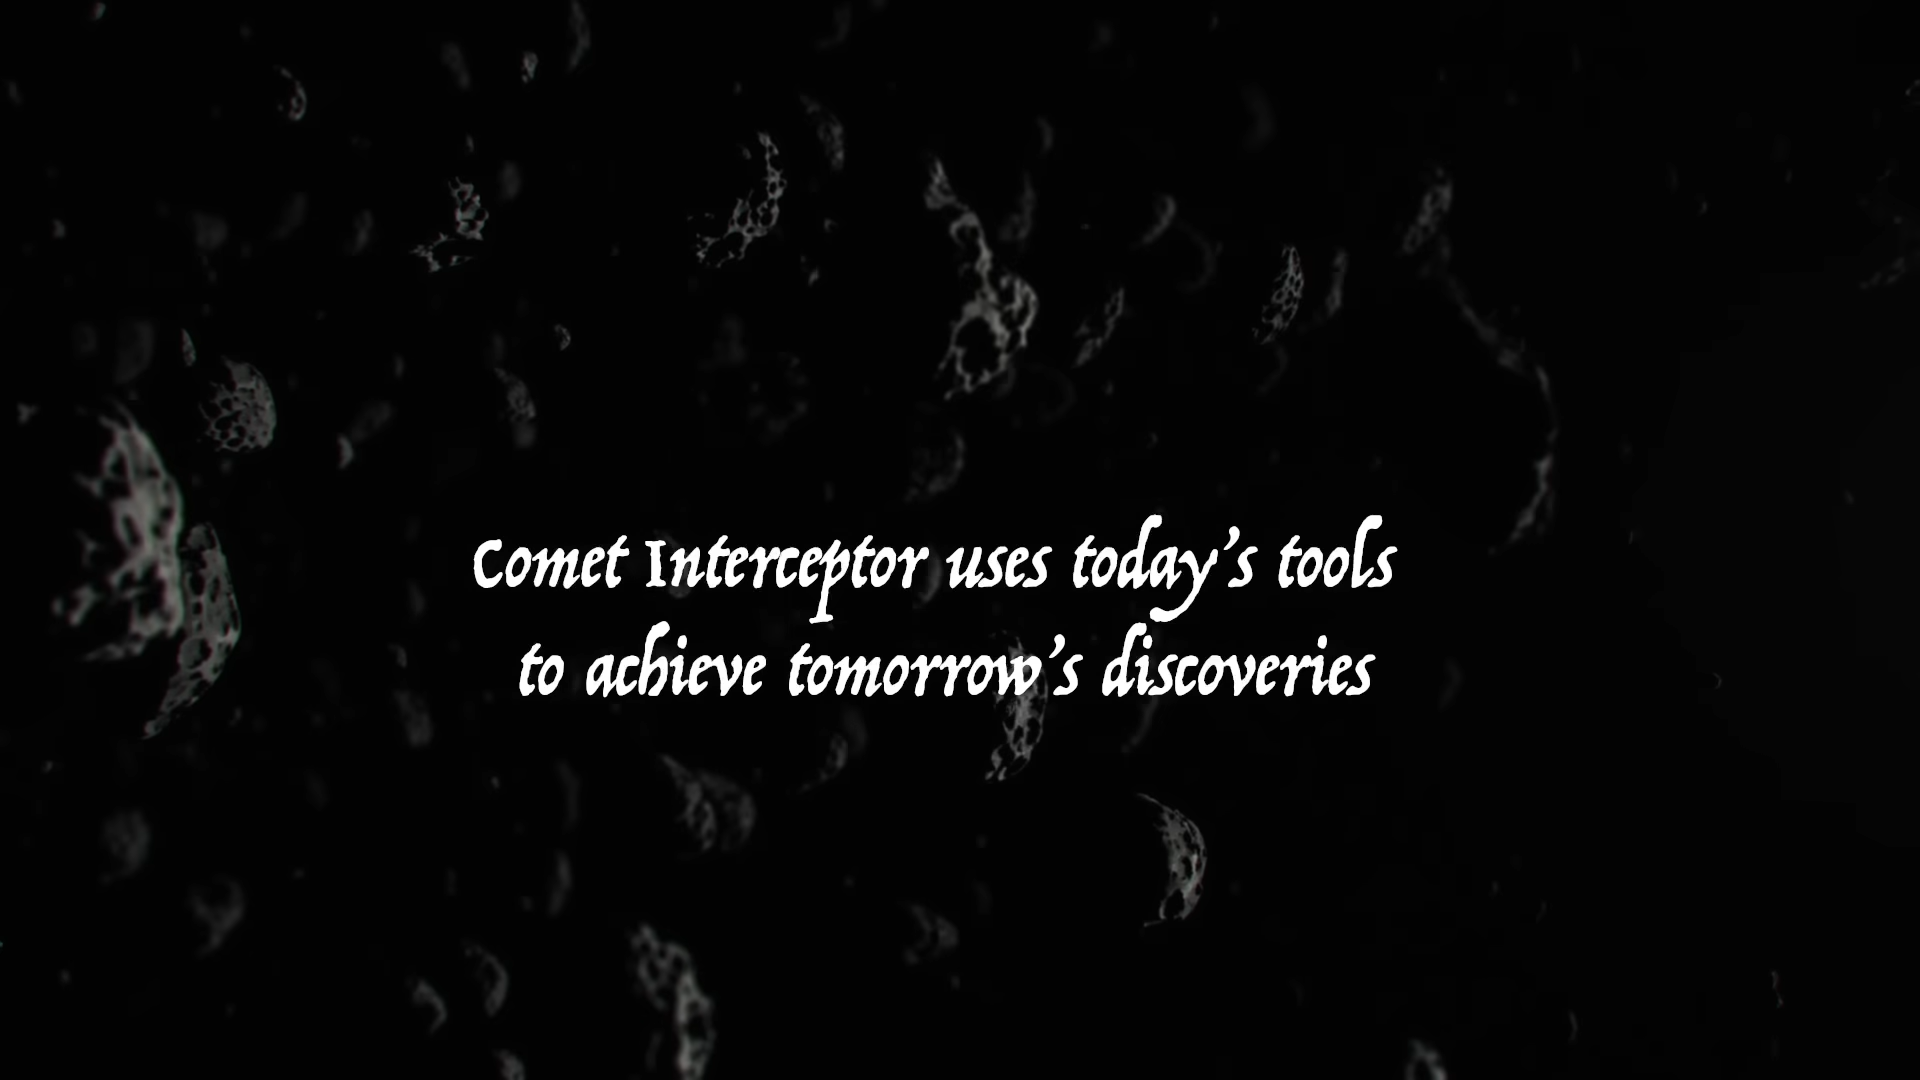 Comet Interceptor uses today’s tools
to achieve tomorrow’s discoveries